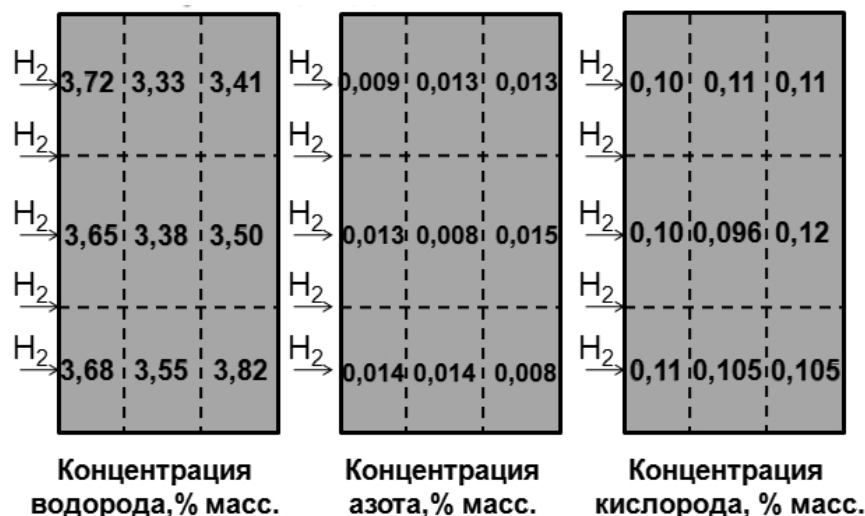 H2 3,72 3,33 3,41 H2 0,009 0,013 0,013 H2 0,10 0,11 0,11
H2 H2 H2
H2 3,65 3,38 3,50 H2 0,013 0,008 0,015 H2 0,10 0,096 0,12
H2 H2 H2
H2 3,68 3,55 3,82 H2 0,014 0,014 0,008 H2 0,11 0,105 0,105
Концентрация Концентрация Концентрация
водорода,% масс. азота,% масс. кислорода, % масс.